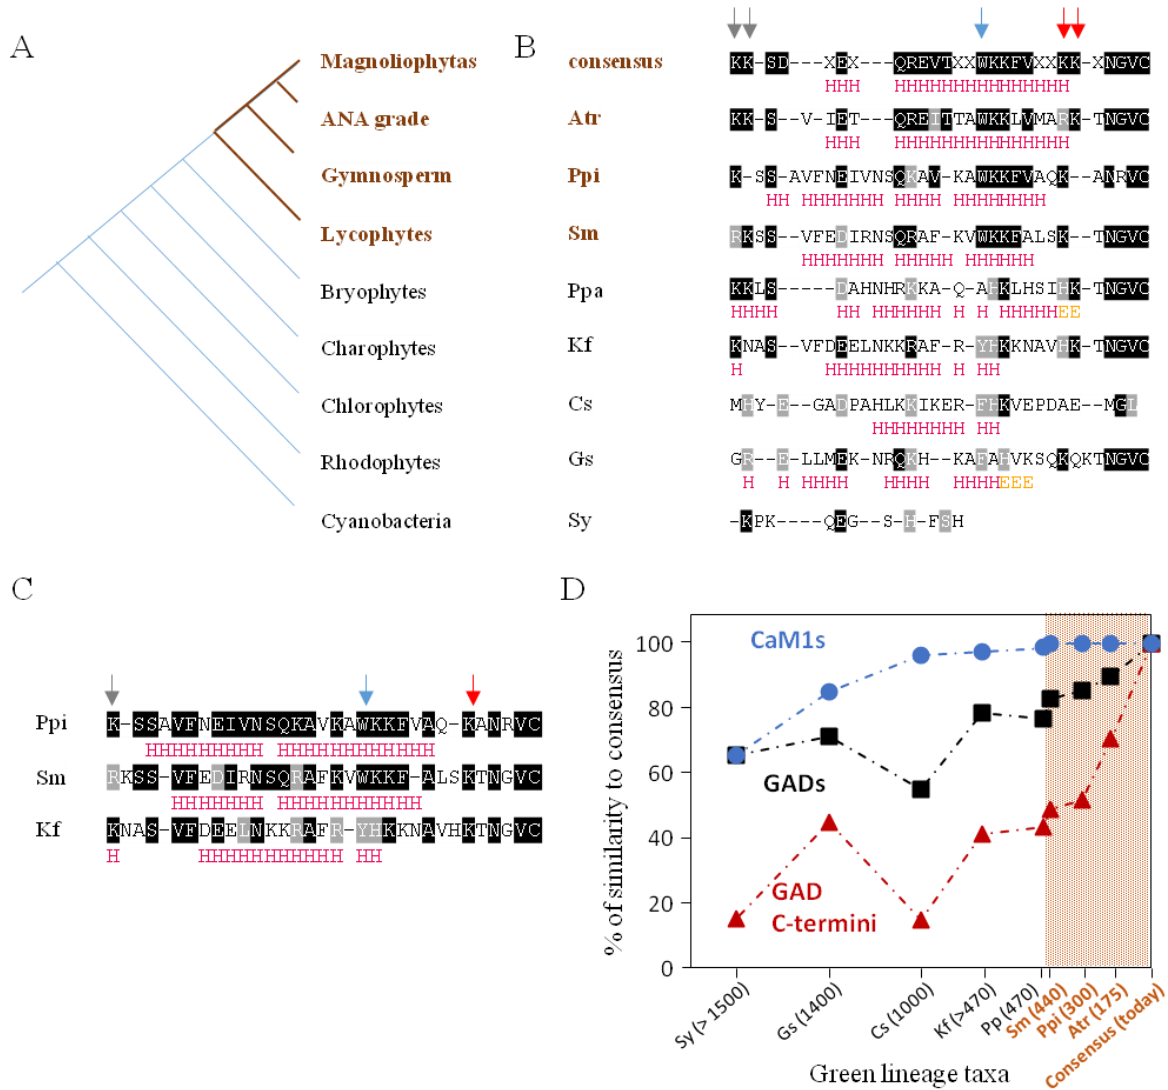 A
Magnoliophytas
ANA grade
Gymnosperm
Lycophytes
Bryophytes
Charophytes
Chlorophytes
Rhodophytes
Cyanobacteria
B
consensus KK-SD---XEX---QREVTXXWKKFVXXKK-XNGVC
HHH HHHHHHHHHHHHHHH
Atr KK-S--V-IET---QREITTAWKKLVMARK-TNGVC
HHH HHHHHHHHHHHHHHH
Ppi K-SS-AVFNEIVNSQKAV-KAWKKFVAQK--ANRVC
HH HHHHHHH HHHH HHHHHHHH
Sm RKSS--VFEDIRNSQRAF-KVWKKFALSK--TNGVC
HHHHHHH HHHHH HHHHHH
Ppa KKLS-----DAHNHRKKA-Q-AHKLHSIHK-TNGVC
HHHH HH HHHHHH H H HHHHHEE
Kf KNAS--VFDEELNKKRAF-R-YHKKNAVHK-TNGVC
H HHHHHHHHHH H HH
Cs MHY-E--GADPAHLKKIKER-FHKVEPDAE--MGL
HHHHHHHH HH
Gs GR--ELLMEK-NRQKH-KAFAHVKSQKQKTNGVC
H H HHHH HHHH HHHHEEE
Sy -KPK----QEG--S-H-FSH
C
Ppi K-SSAVFNEIVNSQKAVKAWKKFVAQ-KANRVC
HHHHHHHHH HHHHHHHHHHHH
Sm RKSS-VFEDIRNSQRAFKVWKKF-ALSKTNGVC
HHHHHHH HHHHHHHHHHH
Kf KNAS-VFDEELNKKRAFR-YHKKNAVHKTNGVC
H HHHHHHHHHHH HH
D
% of similarity to consensus
100
80
60
40
20
0
CaM1s
GADs
GAD
C-termini
Sy (> 1500)
Gs (1400)
Cs (1000)
Kf (>470)
Pp (470)
Sm (440)
Ppi (300)
Atr (175)
Consensus (today)
Green lineage taxa